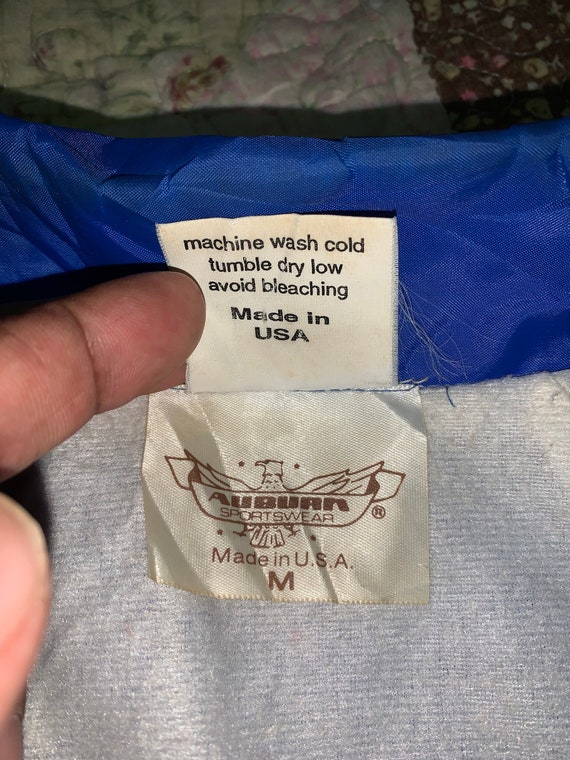 machine wash cold
tumble dry low
avoid bleaching
Made in
USA
AUBURN
SPORTSWEAR
®
Made in U.S.A.
M